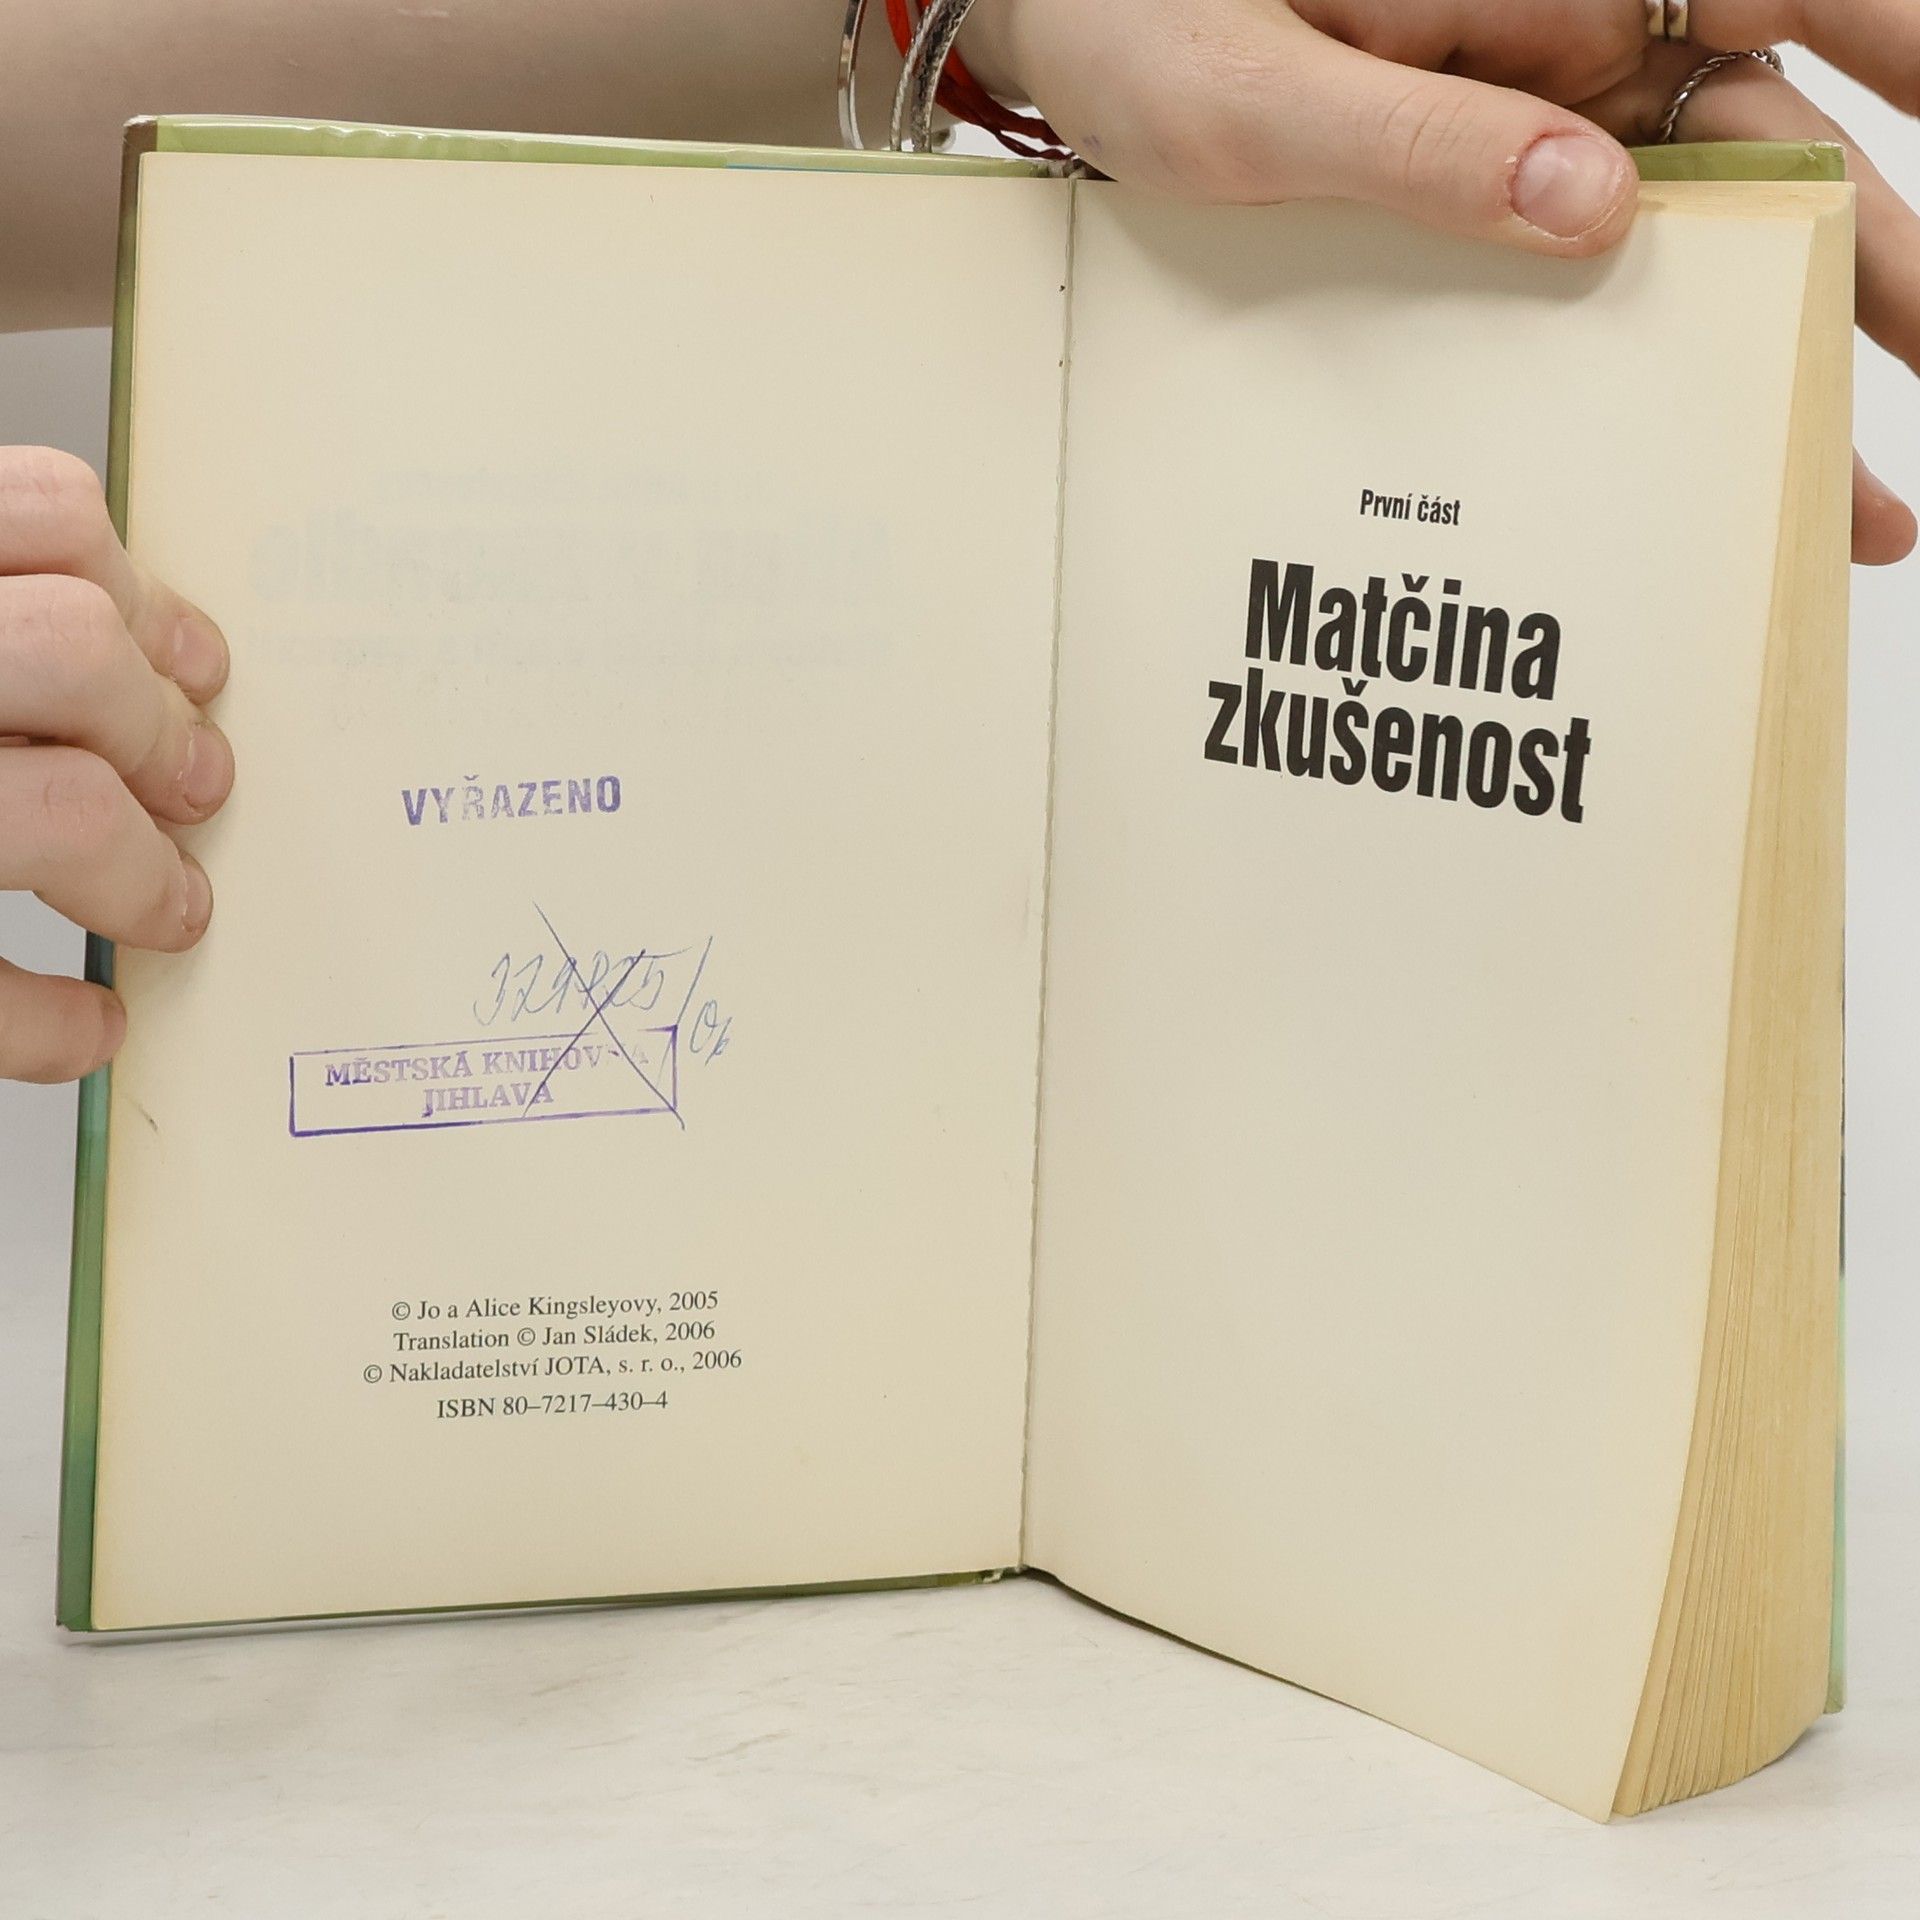 VYŘAZENO
MĚSTSKÁ KNIHOVNA
JIHLAVA
© Jo a Alice Kingsleyovy, 2005
Translation © Jan Sládek, 2006
© Nakladatelství JOTA, s. r. o., 2006
ISBN 80–7217–430–4
První část
Matčina
zkušenost